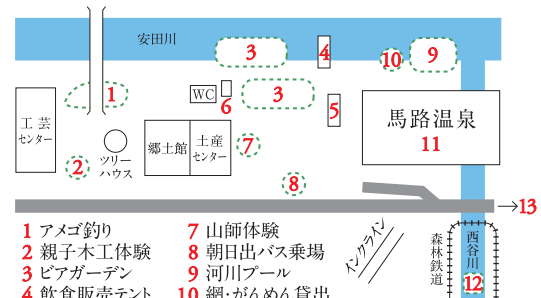 安田川
3
4
10
9
1
WC
6
3
5
馬路温泉
11
工芸
センター
2
ツリー
ハウス
郷土館
土産
センター
7
8
→13
インクライン
森林鉄道
西谷川
12
1 アメゴ釣り
2 親子木工体験
3 ビアガーデン
4 飲食販売テント
7 山師体験
8 朝日出バス乗場
9 河川プール
10 網・がんめん貸出